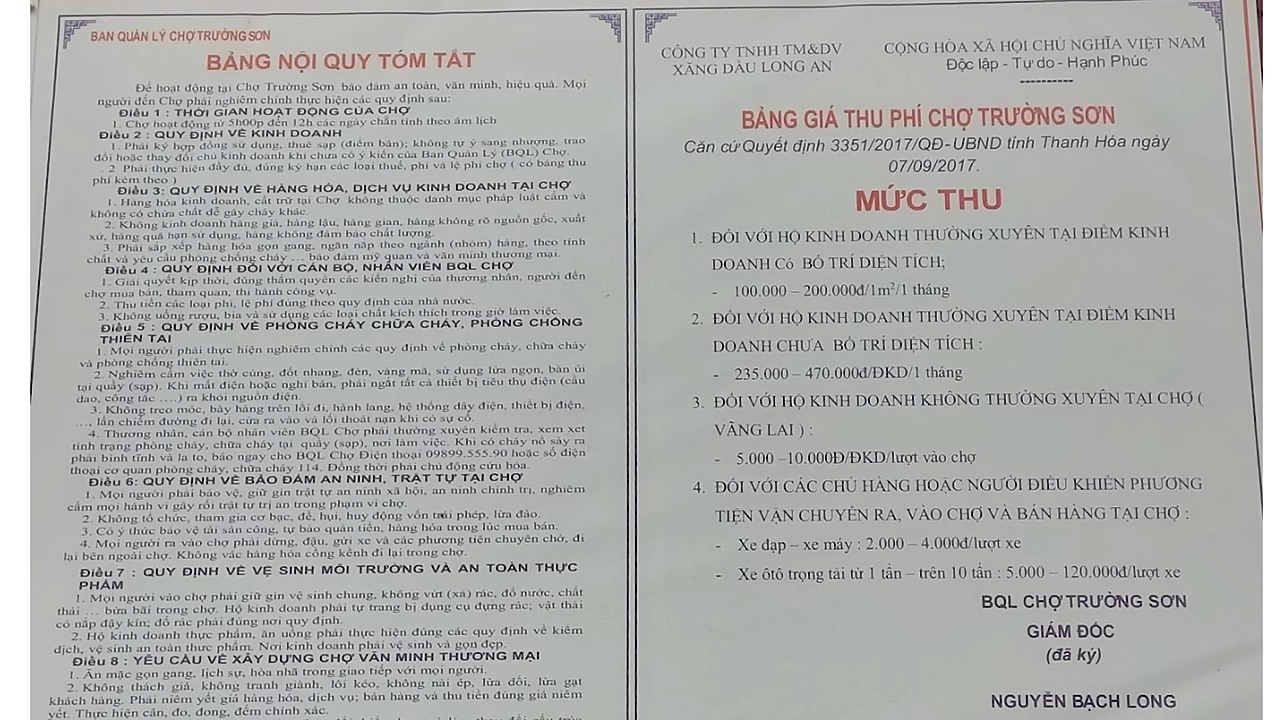 BAN QUẢN LÝ CHỢ TRƯỜNG SƠN
BẢNG NỘI QUY TÓM TẮT
Để hoạt động tại Chợ Trường Sơn bảo đảm an toàn, văn minh, hiệu quả. Mọi
người đến Chợ phải nghiêm chỉnh thực hiện các quy định sau:
Điều 1 : THỜI GIAN HOẠT ĐỘNG CỦA CHỢ
1. Chợ hoạt động từ 5h00p đến 12h các ngày chẵn tính theo âm lịch
Điều 2 : QUY ĐỊNH VỀ KINH DOANH
1. Phải ký hợp đồng sử dụng, thuê sạp (điểm bán); không tự ý sang nhượng, trao
đổi hoặc thay đổi chủ kinh doanh khi chưa có ý kiến của Ban Quản Lý (BQL) Chợ.
. 2 Phải thực hiện đầy đủ, đúng kỳ hạn các loại thuế, phí và lệ phí chợ ( có bảng thu
phí kèm theo )
Điều 3: QUY ĐỊNH VỀ HÀNG HÓA, DỊCH VỤ KINH DOANH TẠI CHỢ
1. Hàng hóa kinh doanh, cất trữ tại Chợ không thuộc danh mục pháp luật cấm và
không có chứa chất dễ gây cháy khác.
2. Không kinh doanh hàng giả, hàng lậu, hàng gian, hàng không rõ nguồn gốc, xuất
xứ, hàng quá hạn sử dụng, hàng không đảm bảo chất lượng.
3. Phải sắp xếp hàng hóa gọn gang, ngăn nắp theo ngành (nhóm) hàng, theo tính
chất và yêu cầu phòng chống cháy ... bảo đảm mỹ quan và văn minh thương mại.
Điều 4 : QUY ĐỊNH ĐỐI VỚI CÁN BỘ, NHÂN VIÊN BQL CHỢ
1. Giải quyết kịp thời, đúng thẩm quyền các kiến nghị của thương nhân, người đến
chợ mua bán, tham quan, thi hành công vụ.
2. Thu tiền các loại phí, lệ phí đúng theo quy định của nhà nước.
3. Không uống rượu, bia và sử dụng các loại chất kích thích trong giờ làm việc.
Điều 5 : QUY ĐỊNH VỀ PHÒNG CHÁY CHỮA CHÁY, PHÒNG CHỐNG
THIÊN TAI
1. Mọi người phải thực hiện nghiêm chỉnh các quy định về phòng cháy, chữa cháy
và phòng chống thiên tai.
2. Nghiêm cấm việc thờ cúng, đốt nhang, đèn, vàng mã, sử dụng lửa ngọn, bàn ủi
tại quầy (sạp). Khi mất điện hoặc nghỉ bán, phải ngắt tất cả thiết bị tiêu thụ điện (cầu
dao, công tắc ....) ra khỏi nguồn điện.
3. Không treo móc, bày hàng trên lối đi, hành lang, hệ thống dây điện, thiết bị điện,
...., lấn chiếm đường đi lại, cửa ra vào và lối thoát nạn khi có sự cố.
4. Thương nhân, cán bộ nhân viên BQL Chợ phải thường xuyên kiểm tra, xem xét
tình trạng phòng cháy, chữa cháy tại quầy (sạp), nơi làm việc. Khi có cháy nổ sảy ra
phải bình tĩnh và la to, báo ngay cho BQL Chợ Điện thoại 09899.555.90 hoặc số điện
thoại cơ quan phòng cháy, chữa cháy 114. Đồng thời phải chủ động cứu hỏa.
Điều 6: QUY ĐỊNH VỀ BẢO ĐẢM AN NINH, TRẬT TỰ TẠI CHỢ
1. Mọi người phải bảo vệ, giữ gìn trật tự an ninh xã hội, an ninh chính trị, nghiêm
cấm mọi hành vi gây rối trật tự trị an trong phạm vi chợ.
2. Không tổ chức, tham gia cờ bạc, đề, hụi, huy động vốn trái phép, lừa đảo.
3. Có ý thức bảo vệ tài sản công, tự bảo quản tiền, hàng hóa trong lúc mua bán.
4. Mọi người ra vào chợ phải dừng, đậu, gửi xe và các phương tiện chuyên chở, đi
lại bên ngoài chợ. Không vác hàng hóa cồng kềnh đi lại trong chợ.
Điều 7 : QUY ĐỊNH VỀ VỆ SINH MÔI TRƯỜNG VÀ AN TOÀN THỰC
PHẨM
1. Mọi người vào chợ phải giữ gìn vệ sinh chung, không vứt (xả) rác, đổ nước, chất
thải ... bừa bãi trong chợ. Hộ kinh doanh phải tự trang bị dụng cụ đựng rác; vật thải
có nắp đậy kín; đổ rác phải đúng nơi quy định.
2. Hộ kinh doanh thực phẩm, ăn uống phải thực hiện đúng các quy định về kiểm
dịch, vệ sinh an toàn thực phẩm. Nơi kinh doanh phải vệ sinh và gọn đẹp.
Điều 8 : YÊU CẦU VỀ XÂY DỰNG CHỢ VĂN MINH THƯƠNG MẠI
1. Ăn mặc gọn gang, lịch sự, hòa nhã trong giao tiếp với mọi người.
2. Không thách giá, không tranh giành, lôi kéo, không nài ép, lừa dối, lừa gạt
khách hàng. Phải niêm yết giá hàng hóa, dịch vụ; bán hàng và thu tiền đúng giá niêm
yết. Thực hiện cân, đo, đong, đếm chính xác.
CÔNG TY TNHH TM&DV
XĂNG DẦU LONG AN
CỘNG HÒA XÃ HỘI CHỦ NGHĨA VIỆT NAM
Độc lập - Tự do - Hạnh Phúc
----------
BẢNG GIÁ THU PHÍ CHỢ TRƯỜNG SƠN
Căn cứ Quyết định 3351/2017/QĐ-UBND tỉnh Thanh Hóa ngày
07/09/2017.
MỨC THU
1. ĐỐI VỚI HỘ KINH DOANH THƯỜNG XUYÊN TẠI ĐIỂM KINH
DOANH Có BỐ TRÍ DIỆN TÍCH;
- 100.000 – 200.000đ/1m²/1 tháng
2. ĐỐI VỚI HỘ KINH DOANH THƯỜNG XUYÊN TẠI ĐIỂM KINH
DOANH CHƯA BỐ TRÍ DIỆN TÍCH :
- 235.000 – 470.000đ/ĐKD/1 tháng
3. ĐỐI VỚI HỘ KINH DOANH KHÔNG THƯỜNG XUYÊN TẠI CHỢ (
VÃNG LAI ) :
- 5.000 –10.000Đ/ĐKD/lượt vào chợ
4. ĐỐI VỚI CÁC CHỦ HÀNG HOẶC NGƯỜI ĐIỀU KHIỂN PHƯƠNG
TIỆN VẬN CHUYỂN RA, VÀO CHỢ VÀ BÁN HÀNG TẠI CHỢ :
- Xe đạp – xe máy : 2.000 – 4.000đ/lượt xe
- Xe ôtô trọng tải từ 1 tấn – trên 10 tấn : 5.000 – 120.000đ/lượt xe
BQL CHỢ TRƯỜNG SƠN
GIÁM ĐỐC
(đã ký)
NGUYỄN BẠCH LONG